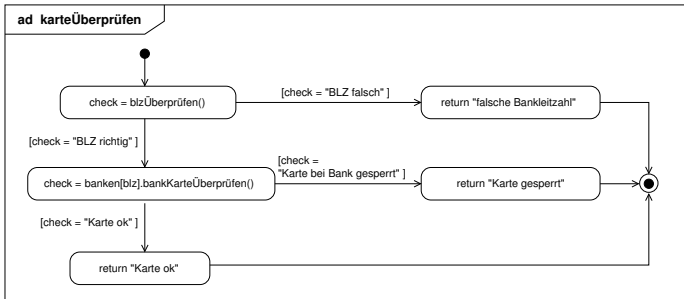 ad karteÜberprüfen
check = blzÜberprüfen()
[check = "BLZ falsch" ]
return "falsche Bankleitzahl"
[check = "BLZ richtig" ]
check = banken[blz].bankKarteÜberprüfen()
[check =
"Karte bei Bank gesperrt" ]
return "Karte gesperrt"
[check = "Karte ok" ]
return "Karte ok"